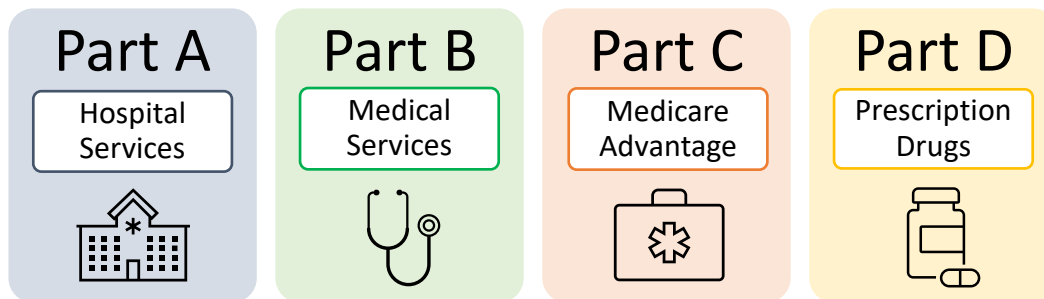 Part A
Hospital
Services
Part B
Medical
Services
Part C
Medicare
Advantage
Part D
Prescription
Drugs